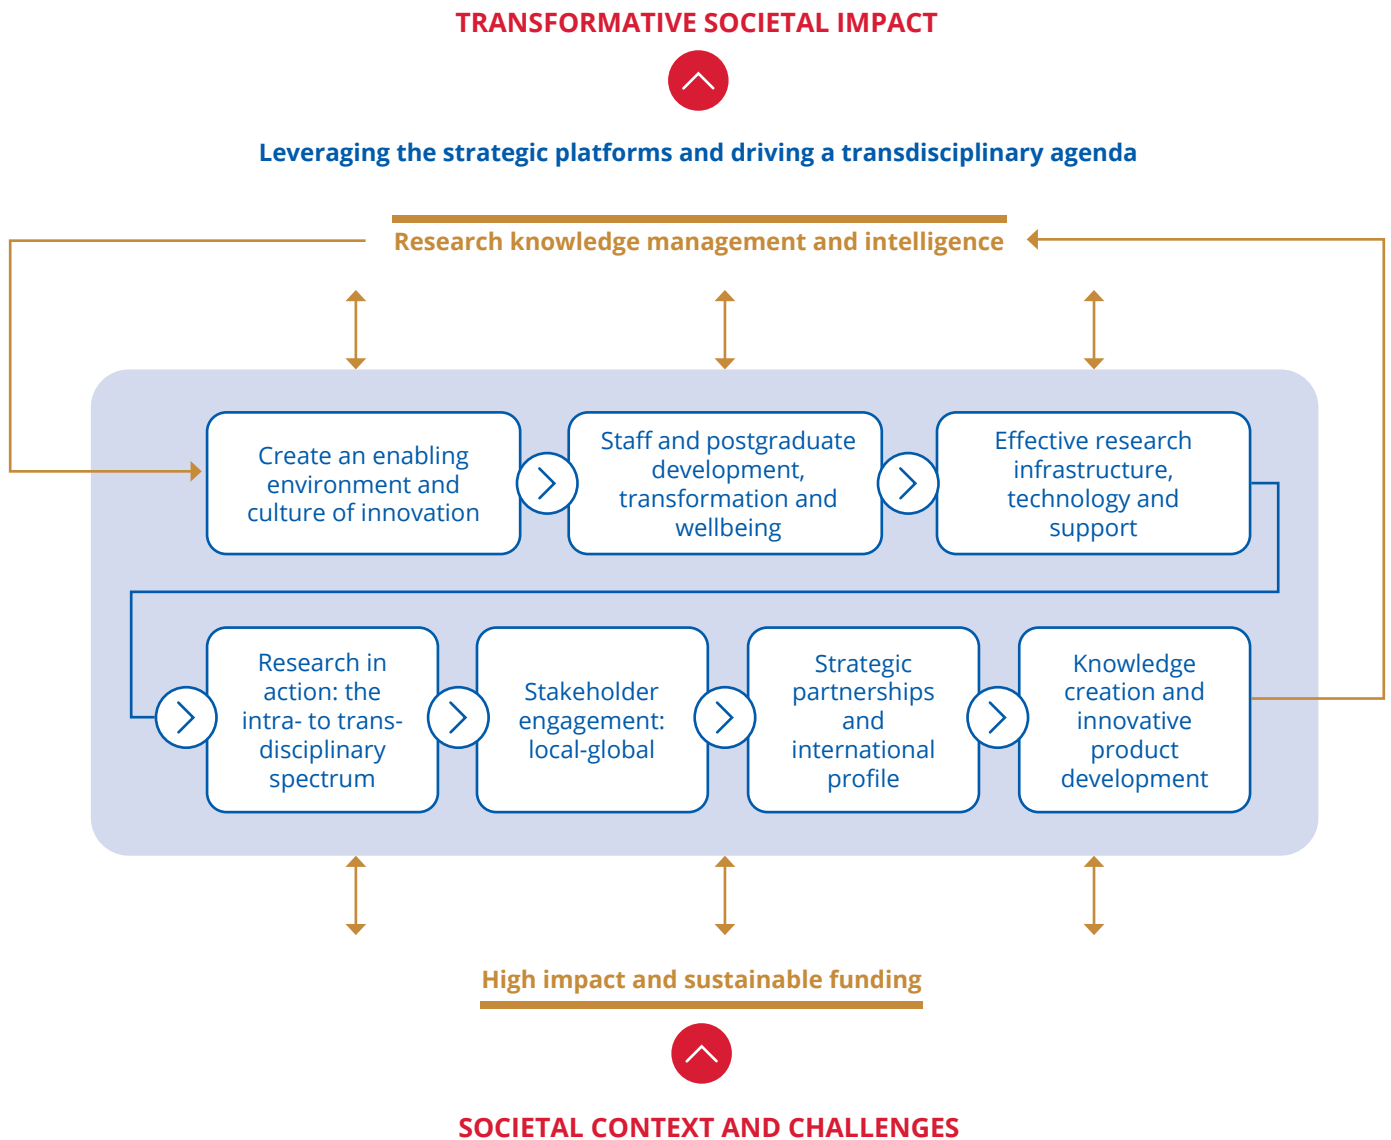 TRANSFORMATIVE SOCIETAL IMPACT
Leveraging the strategic platforms and driving a transdisciplinary agenda
Research knowledge management and intelligence
Create an enabling
environment and
culture of innovation
Staff and postgraduate
development,
transformation and
wellbeing
Effective research
infrastructure,
technology and
support
Research in
action: the
intra- to trans-
disciplinary
spectrum
Stakeholder
engagement:
local-global
Strategic
partnerships
and
international
profile
Knowledge
creation and
innovative
product
development
High impact and sustainable funding
SOCIETAL CONTEXT AND CHALLENGES